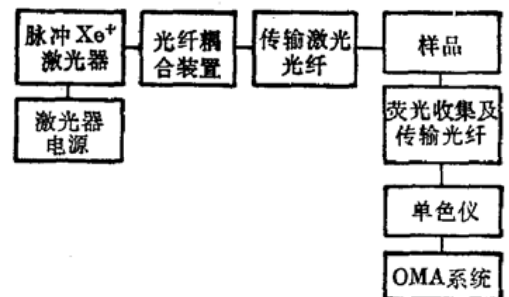 脉冲 Xe⁺
激光器
光纤耦
合装置
传输激光
光纤
样品
激光器
电源
荧光收集及
传输光纤
单色仪
OMA系统